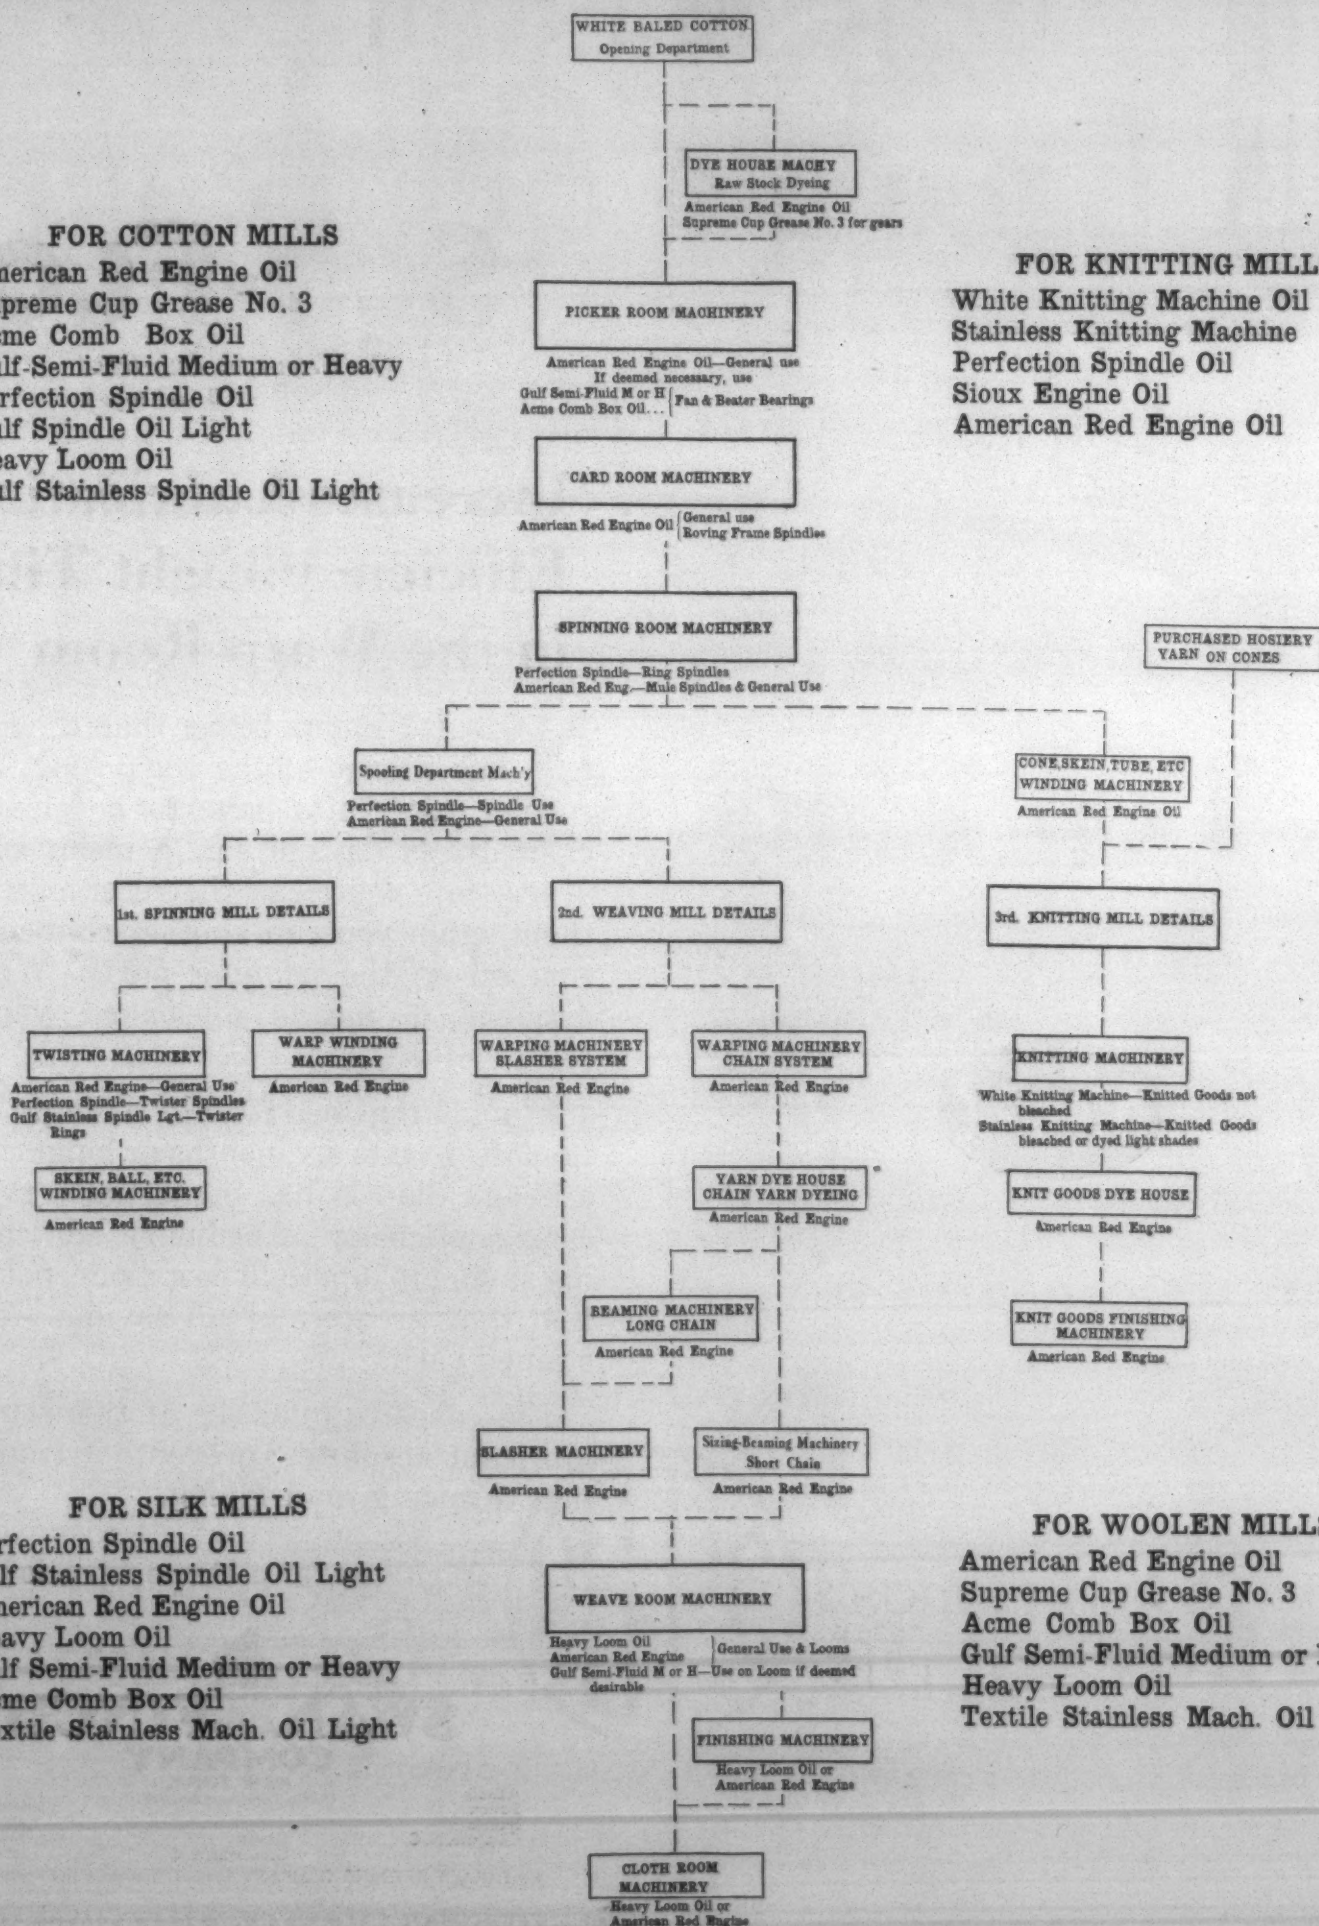 WHITE BALED COTTON
Opening Department
DYE HOUSE MACHY
Raw Stock Dyeing
American Red Engine Oil
Supreme Cup Grease No. 3 for gears
FOR COTTON MILLS
merican Red Engine Oil
preme Cup Grease No. 3
me Comb Box Oil
lf-Semi-Fluid Medium or Heavy
rfection Spindle Oil
lf Spindle Oil Light
eavy Loom Oil
lf Stainless Spindle Oil Light
FOR KNITTING MILL
White Knitting Machine Oil
Stainless Knitting Machine
Perfection Spindle Oil
Sioux Engine Oil
American Red Engine Oil
PICKER ROOM MACHINERY
American Red Engine Oil—General use
If deemed necessary, use
Gulf Semi-Fluid M or H
Acme Comb Box Oil...
Fan & Beater Bearings
CARD ROOM MACHINERY
American Red Engine Oil
General use
Roving Frame Spindles
SPINNING ROOM MACHINERY
Perfection Spindle—Ring Spindles
American Red Eng.—Mule Spindles & General Use
PURCHASED HOSIERY
YARN ON CONES
Spooling Department Mach'y
Perfection Spindle—Spindle Use
American Red Engine—General Use
CONE, SKEIN, TUBE, ETC
WINDING MACHINERY
American Red Engine Oil
1st. SPINNING MILL DETAILS
2nd. WEAVING MILL DETAILS
3rd. KNITTING MILL DETAILS
TWISTING MACHINERY
American Red Engine—General Use
Perfection Spindle—Twister Spindles
Gulf Stainless Spindle Lgt.—Twister
Rings
WARP WINDING
MACHINERY
American Red Engine
WARPING MACHINERY
SLASHER SYSTEM
American Red Engine
WARPING MACHINERY
CHAIN SYSTEM
American Red Engine
KNITTING MACHINERY
White Knitting Machine—Knitted Goods not
bleached
Stainless Knitting Machine—Knitted Goods
bleached or dyed light shades
SKEIN, BALL, ETC.
WINDING MACHINERY
American Red Engine
YARN DYE HOUSE
CHAIN YARN DYEING
American Red Engine
KNIT GOODS DYE HOUSE
American Red Engine
BEAMING MACHINERY
LONG CHAIN
American Red Engine
KNIT GOODS FINISHING
MACHINERY
American Red Engine
SLASHER MACHINERY
American Red Engine
Sizing-Beaming Machinery
Short Chain
American Red Engine
FOR SILK MILLS
rfection Spindle Oil
lf Stainless Spindle Oil Light
merican Red Engine Oil
avy Loom Oil
lf Semi-Fluid Medium or Heavy
me Comb Box Oil
xtile Stainless Mach. Oil Light
FOR WOOLEN MILLS
American Red Engine Oil
Supreme Cup Grease No. 3
Acme Comb Box Oil
Gulf Semi-Fluid Medium or
Heavy Loom Oil
Textile Stainless Mach. Oil
WEAVE ROOM MACHINERY
Heavy Loom Oil
American Red Engine
General Use & Looms
Gulf Semi-Fluid M or H—Use on Loom if deemed
desirable
FINISHING MACHINERY
Heavy Loom Oil or
American Red Engine
CLOTH ROOM
MACHINERY
Heavy Loom Oil or
American Red Engine